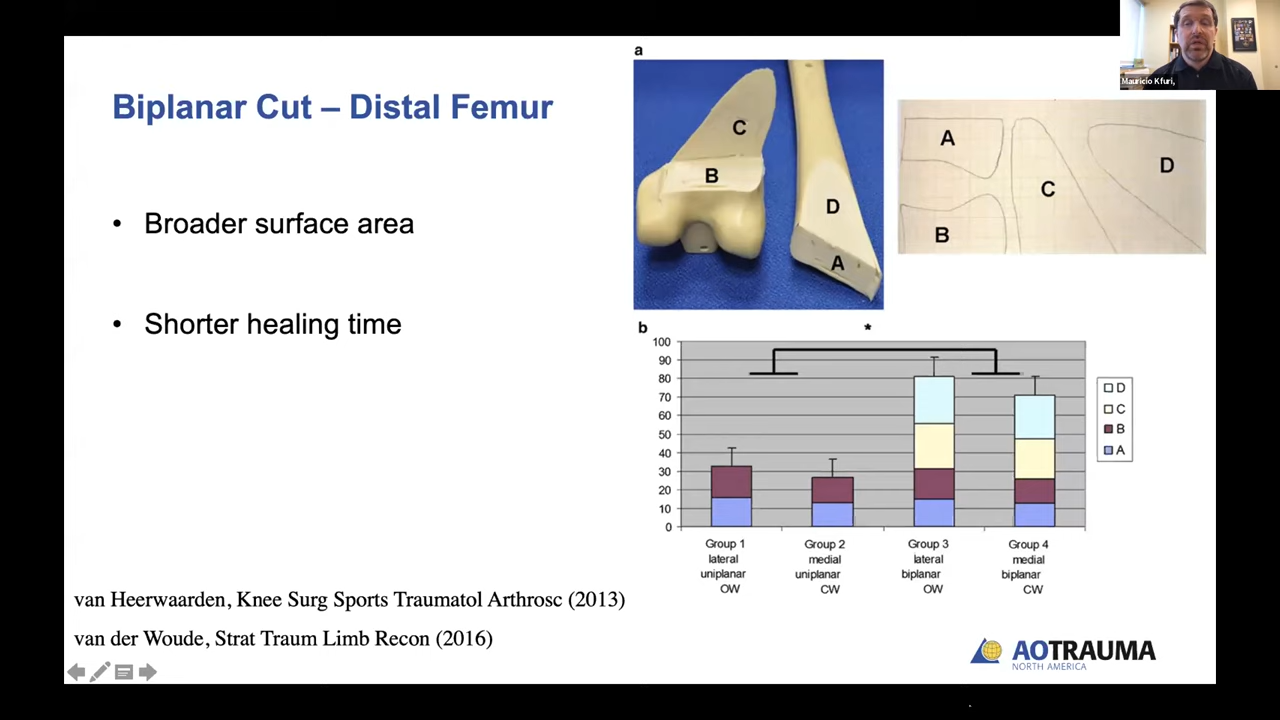 Mauricio Kfuri,
Biplanar Cut – Distal Femur
• Broader surface area
• Shorter healing time
van Heerwaarden, Knee Surg Sports Traumatol Arthrosc (2013)
van der Woude, Strat Traum Limb Recon (2016)
a
C
B
D
A
A
B
C
D
b
*
100
90
80
70
60
50
40
30
20
10
0
Group 1
lateral
uniplanar
OW
Group 2
medial
uniplanar
CW
Group 3
lateral
biplanar
OW
Group 4
medial
biplanar
CW
D
C
B
A
AOTRAUMA
NORTH AMERICA